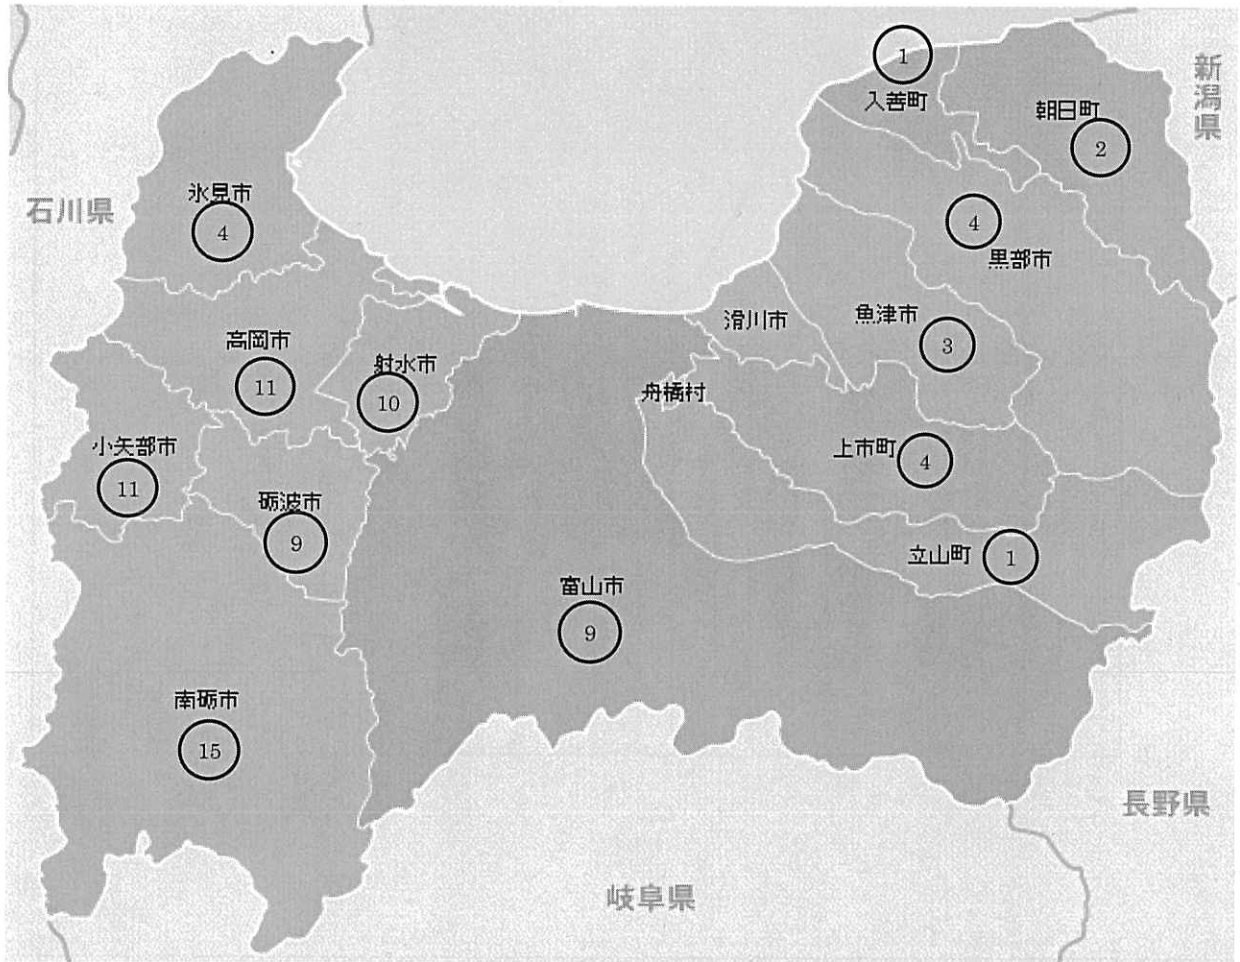 1
入善町
新潟県
朝日町
2
氷見市
4
石川県
4
黒部市
滑川市
魚津市
3
高岡市
11
射水市
10
舟橋村
小矢部市
11
上市町
4
砺波市
9
立山町
1
富山市
9
南砺市
15
長野県
岐阜県